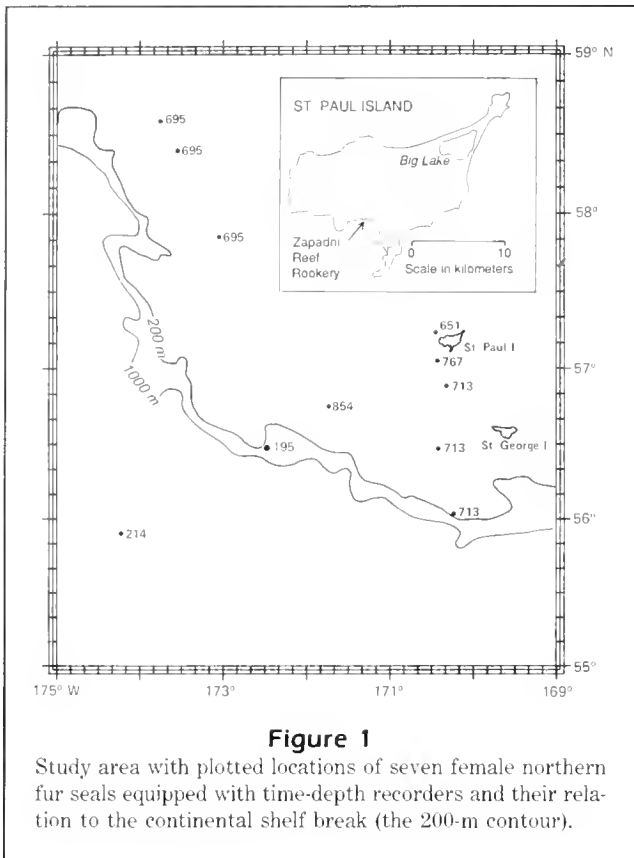 59° N
695
ST PAUL ISLAND
695
Big Lake
58°
695
Zapadni
Reef
Rookery
0 10
Scale in kilometers
651
St Paul I
200 m
767
57°
1000 m
713
854
195
713
St George I
713
56°
214
55°
175° W 173° 171° 169°
Figure 1
Study area with plotted locations of seven female northern
fur seals equipped with time-depth recorders and their rela-
tion to the continental shelf break (the 200-m contour).